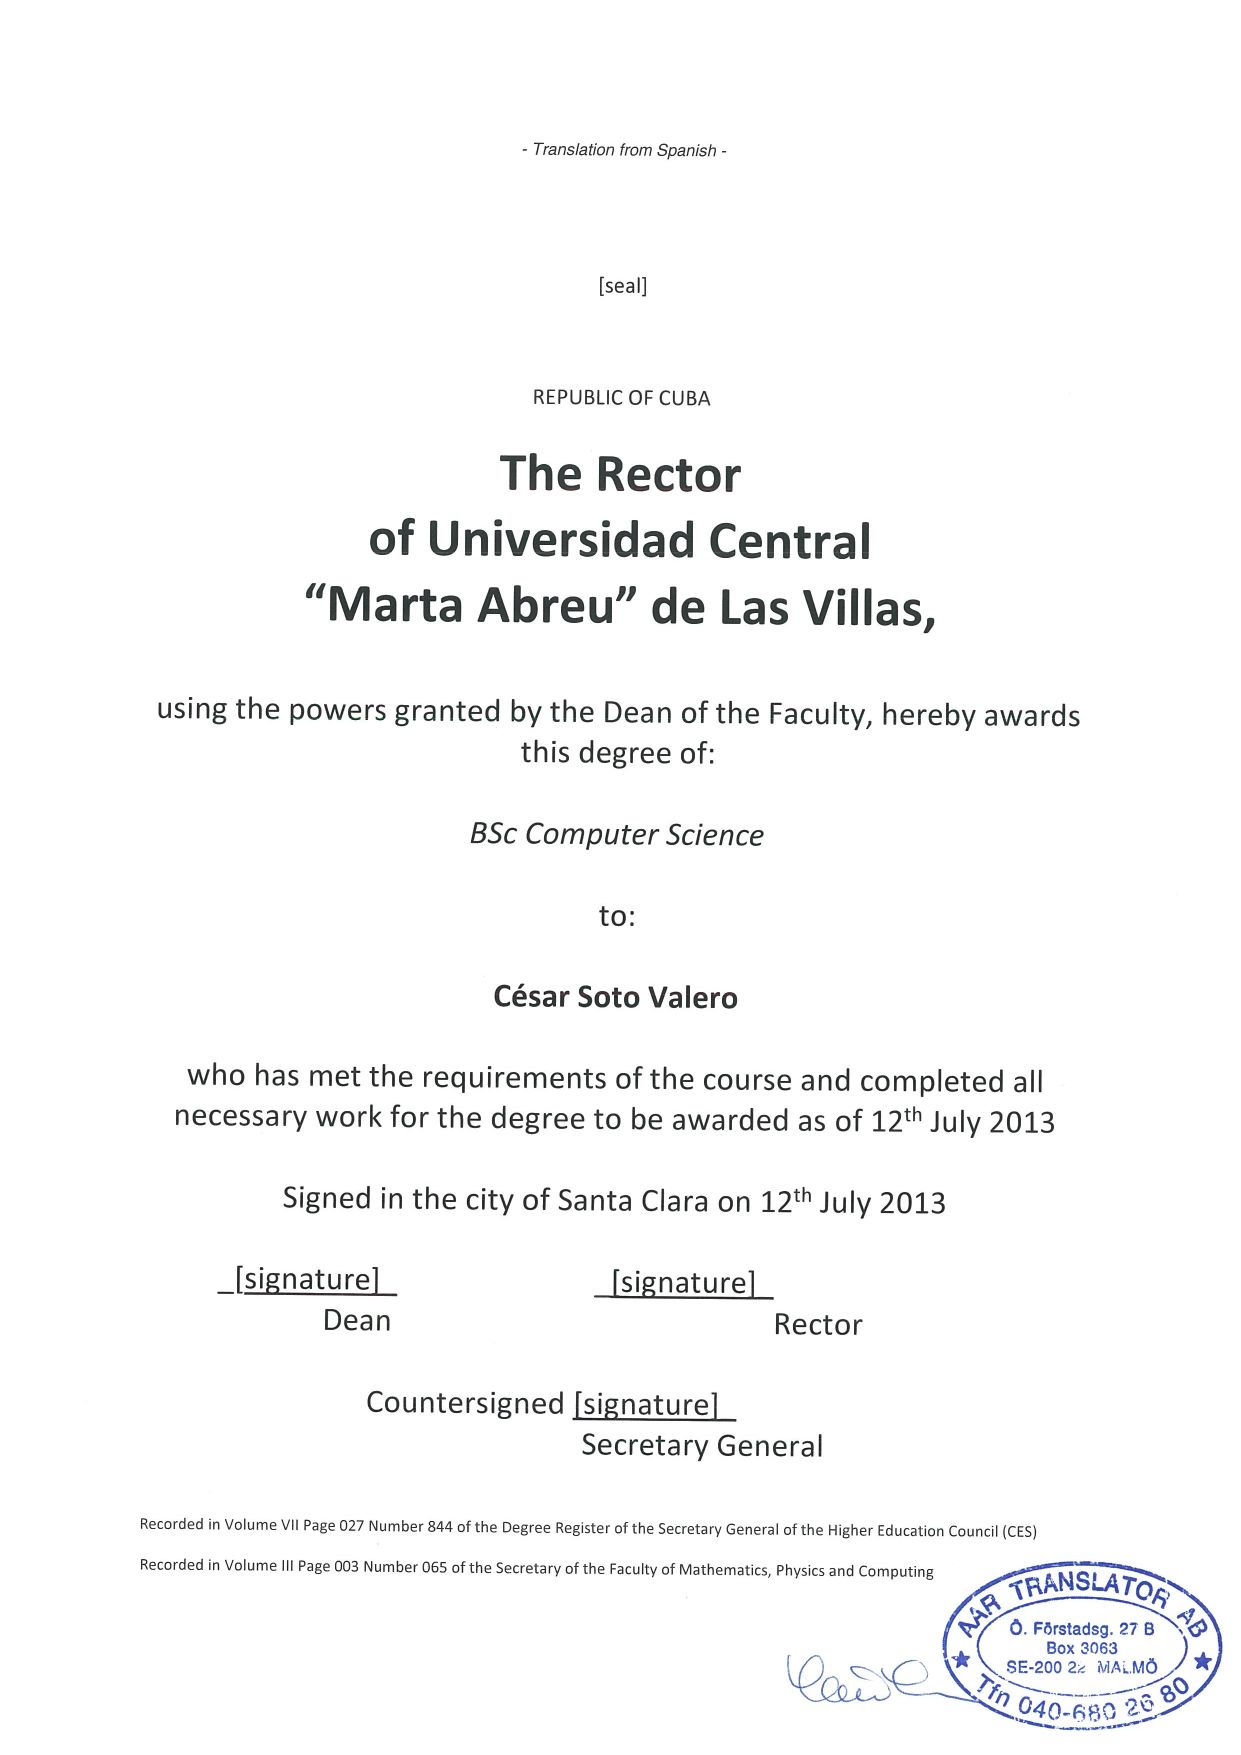 - Translation from Spanish -
[seal]
REPUBLIC OF CUBA
The Rector
of Universidad Central
“Marta Abreu” de Las Villas,
using the powers granted by the Dean of the Faculty, hereby awards
this degree of:
BSc Computer Science
to:
César Soto Valero
who has met the requirements of the course and completed all
necessary work for the degree to be awarded as of 12th July 2013
Signed in the city of Santa Clara on 12th July 2013
[signature] [signature]
Dean Rector
Countersigned [signature]
Secretary General
Recorded in Volume VII Page 027 Number 844 of the Degree Register of the Secretary General of the Higher Education Council (CES)
Recorded in Volume III Page 003 Number 065 of the Secretary of the Faculty of Mathematics, Physics and Computing
AÅR TRANSLATOR AB
Ö. Förstadsg. 27 B
Box 3063
SE-200 22 MALMÖ
Tfn 040-680 26 80